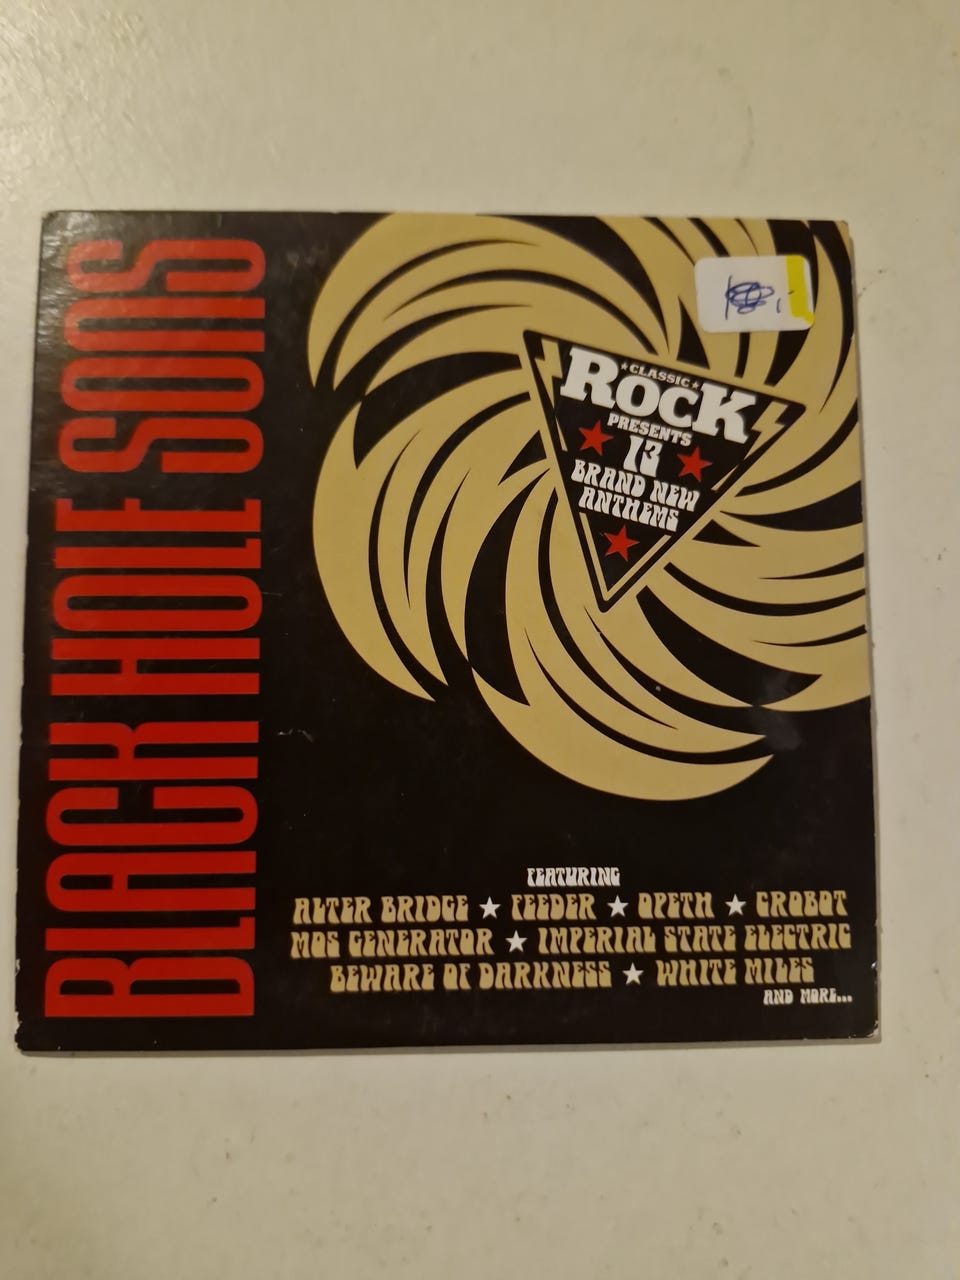 BLACK HOLE SONS
★CLASSIC★
ROCK
PRESENTS
13
BRAND NEW
ANTHEMS
FEATURING
ALTER BRIDGE ★ FEEDER ★ OPETH ★ CROBOT
MOS GENERATOR ★ IMPERIAL STATE ELECTRIC
BEWARE OF DARKNESS ★ WHITE MILES
AND MORE...